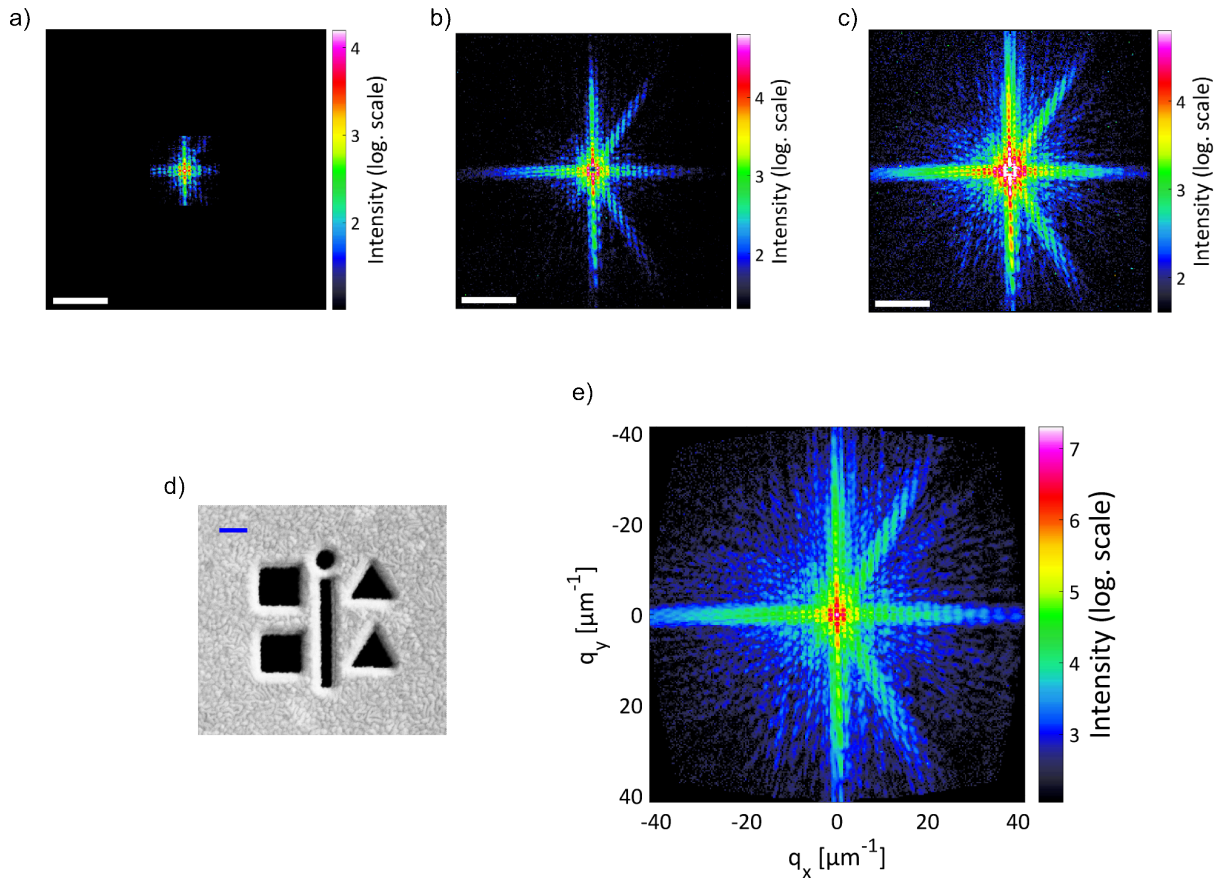 a)
4
3
2
Intensity (log. scale)
b)
4
3
2
Intensity (log. scale)
c)
4
3
2
Intensity (log. scale)
d)
e)
-40
-20
0
20
40
q_y [µm⁻¹]
-40
-20
0
20
40
q_x [µm⁻¹]
7
6
5
4
3
Intensity (log. scale)